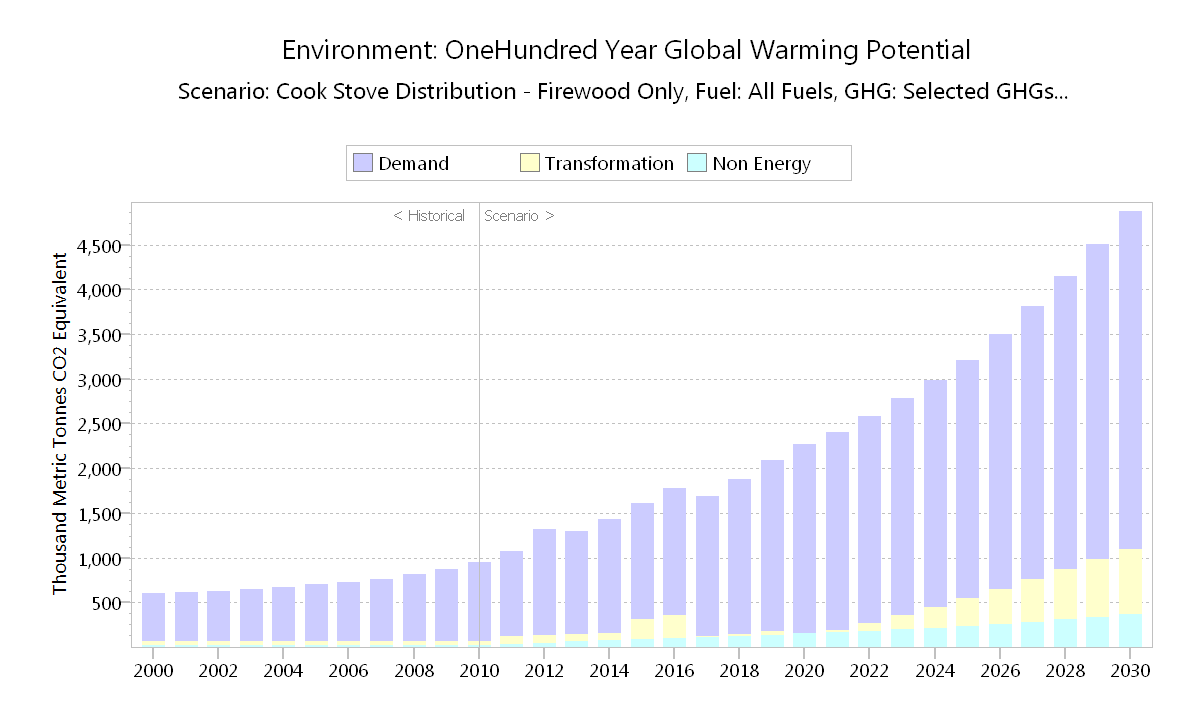 Environment: OneHundred Year Global Warming Potential
Scenario: Cook Stove Distribution - Firewood Only, Fuel: All Fuels, GHG: Selected GHGs...
Demand Transformation Non Energy
< Historical Scenario >
Thousand Metric Tonnes CO2 Equivalent
4,500
4,000
3,500
3,000
2,500
2,000
1,500
1,000
500
2000 2002 2004 2006 2008 2010 2012 2014 2016 2018 2020 2022 2024 2026 2028 2030